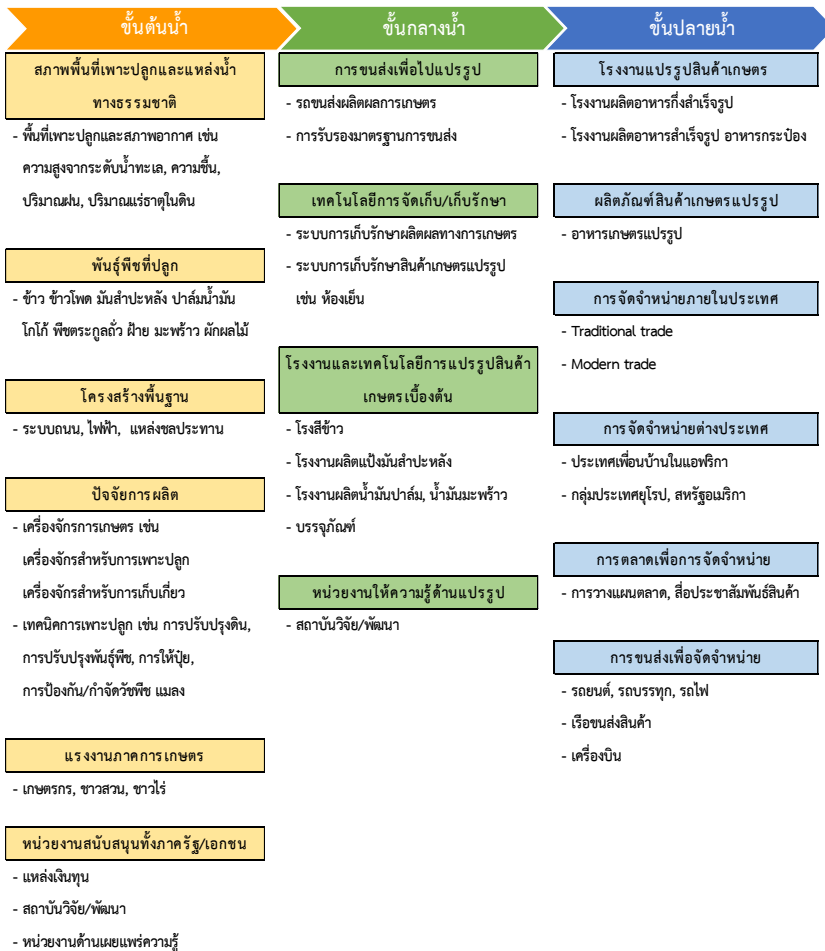 ขั้นต้นน้ำ
สภาพพื้นที่เพาะปลูกและแหล่งน้ำ
ทางธรรมชาติ
- พื้นที่เพาะปลูกและสภาพอากาศ เช่น
ความสูงจากระดับน้ำทะเล, ความชื้น,
ปริมาณฝน, ปริมาณแร่ธาตุในดิน
พันธุ์พืชที่ปลูก
- ข้าว ข้าวโพด มันสำปะหลัง ปาล์มน้ำมัน
โกโก้ พืชตระกูลถั่ว ฝ้าย มะพร้าว ผักผลไม้
โครงสร้างพื้นฐาน
- ระบบถนน, ไฟฟ้า, แหล่งชลประทาน
ปัจจัยการผลิต
- เครื่องจักรการเกษตร เช่น
เครื่องจักรสำหรับการเพาะปลูก
เครื่องจักรสำหรับการเก็บเกี่ยว
- เทคนิคการเพาะปลูก เช่น การปรับปรุงดิน,
การปรับปรุงพันธุ์พืช, การให้ปุ๋ย,
การป้องกัน/กำจัดวัชพืช แมลง
แรงงานภาคการเกษตร
- เกษตรกร, ชาวสวน, ชาวไร่
หน่วยงานสนับสนุนทั้งภาครัฐ/เอกชน
- แหล่งเงินทุน
- สถาบันวิจัย/พัฒนา
- หน่วยงานด้านเผยแพร่ความรู้
ขั้นกลางน้ำ
การขนส่งเพื่อไปแปรรูป
- รถขนส่งผลิตผลการเกษตร
- การรับรองมาตรฐานการขนส่ง
เทคโนโลยีการจัดเก็บ/เก็บรักษา
- ระบบการเก็บรักษาผลิตผลทางการเกษตร
- ระบบการเก็บรักษาสินค้าเกษตรแปรรูป
เช่น ห้องเย็น
โรงงานและเทคโนโลยีการแปรรูปสินค้า
เกษตรเบื้องต้น
- โรงสีข้าว
- โรงงานผลิตแป้งมันสำปะหลัง
- โรงงานผลิตน้ำมันปาล์ม, น้ำมันมะพร้าว
- บรรจุภัณฑ์
หน่วยงานให้ความรู้ด้านแปรรูป
- สถาบันวิจัย/พัฒนา
ขั้นปลายน้ำ
โรงงานแปรรูปสินค้าเกษตร
- โรงงานผลิตอาหารกึ่งสำเร็จรูป
- โรงงานผลิตอาหารสำเร็จรูป อาหารกระป๋อง
ผลิตภัณฑ์สินค้าเกษตรแปรรูป
- อาหารเกษตรแปรรูป
การจัดจำหน่ายภายในประเทศ
- Traditional trade
- Modern trade
การจัดจำหน่ายต่างประเทศ
- ประเทศเพื่อนบ้านในแอฟริกา
- กลุ่มประเทศยุโรป, สหรัฐอเมริกา
การตลาดเพื่อการจัดจำหน่าย
- การวางแผนตลาด, สื่อประชาสัมพันธ์สินค้า
การขนส่งเพื่อจัดจำหน่าย
- รถยนต์, รถบรรทุก, รถไฟ
- เรือขนส่งสินค้า
- เครื่องบิน